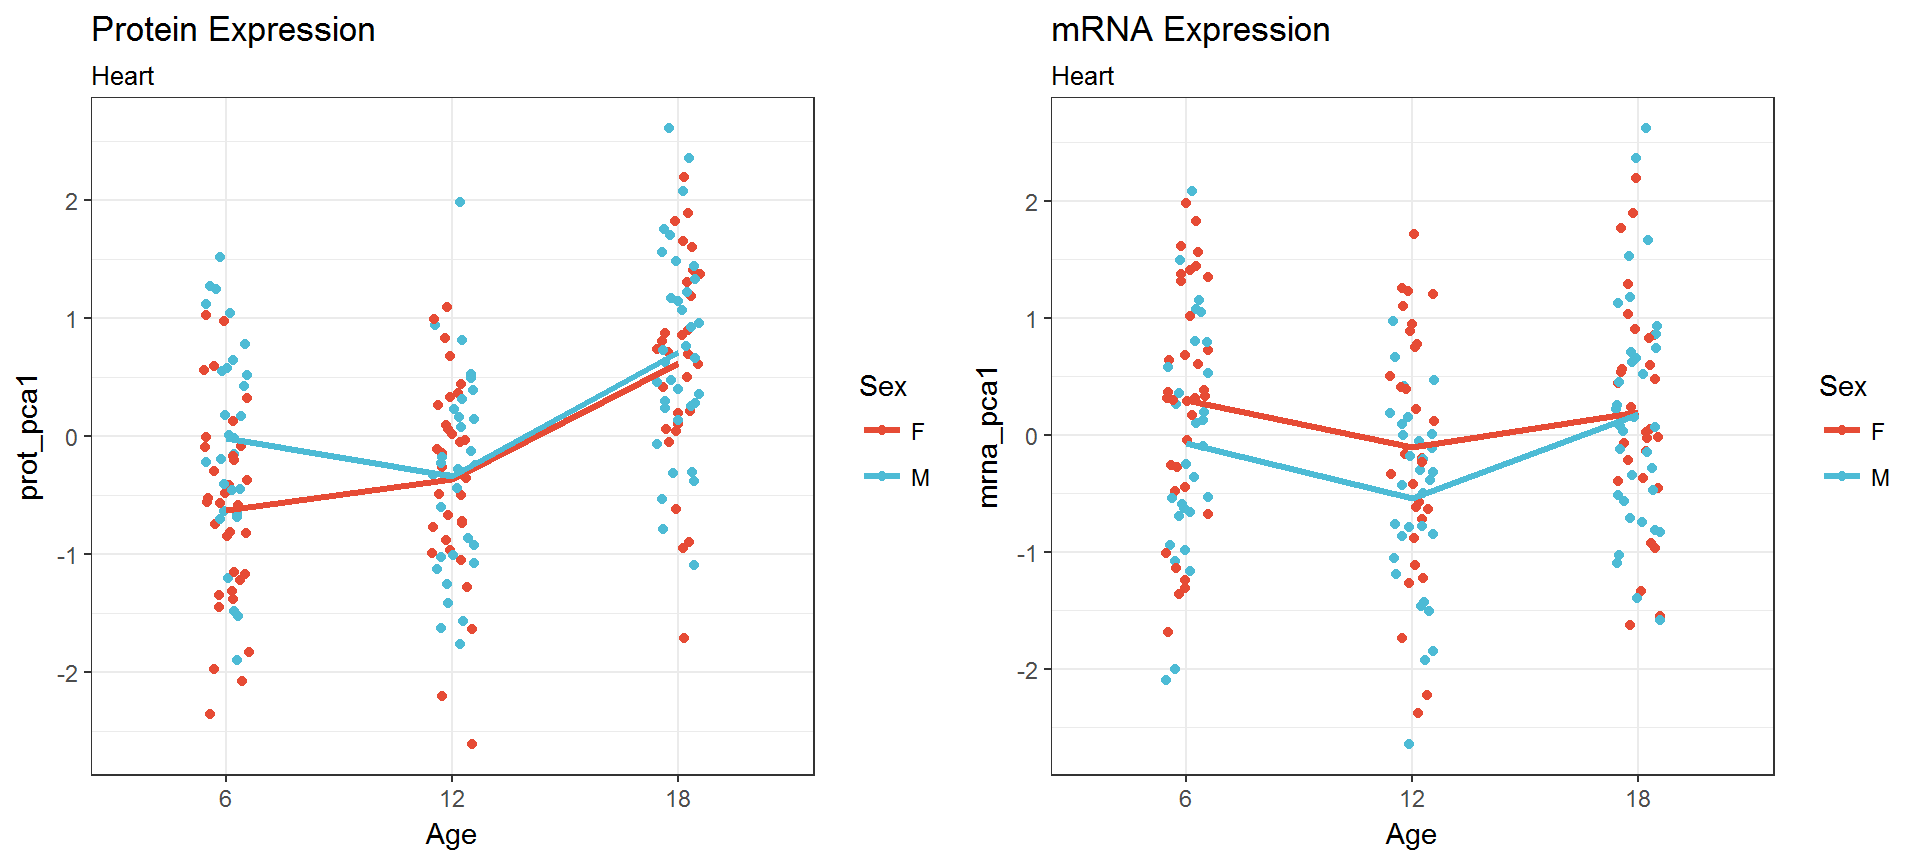 Protein Expression
Heart
prot_pca1
2
1
0
-1
-2
6
12
18
Age
Sex
F
M
mRNA Expression
Heart
mrna_pca1
2
1
0
-1
-2
6
12
18
Age
Sex
F
M